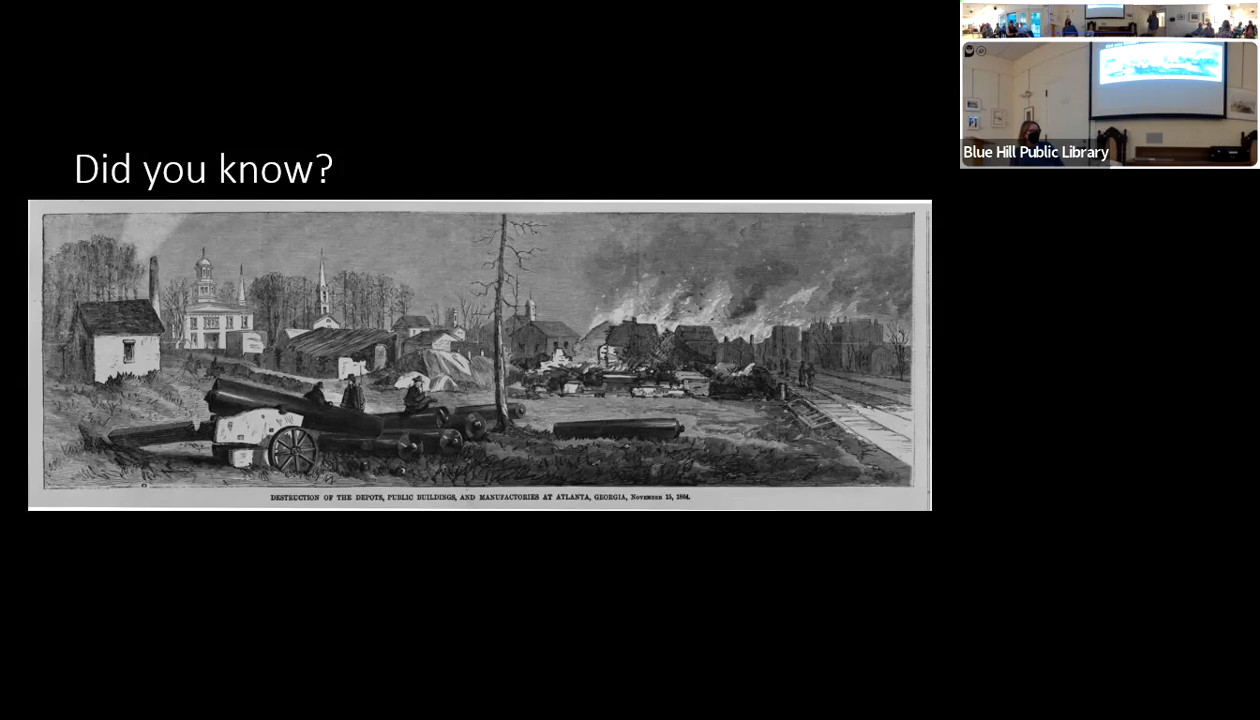 Did you know?
DESTRUCTION OF THE DEPOTS, PUBLIC BUILDINGS, AND MANUFACTORIES AT ATLANTA, GEORGIA, NOVEMBER 15, 1864.
Blue Hill Public Library